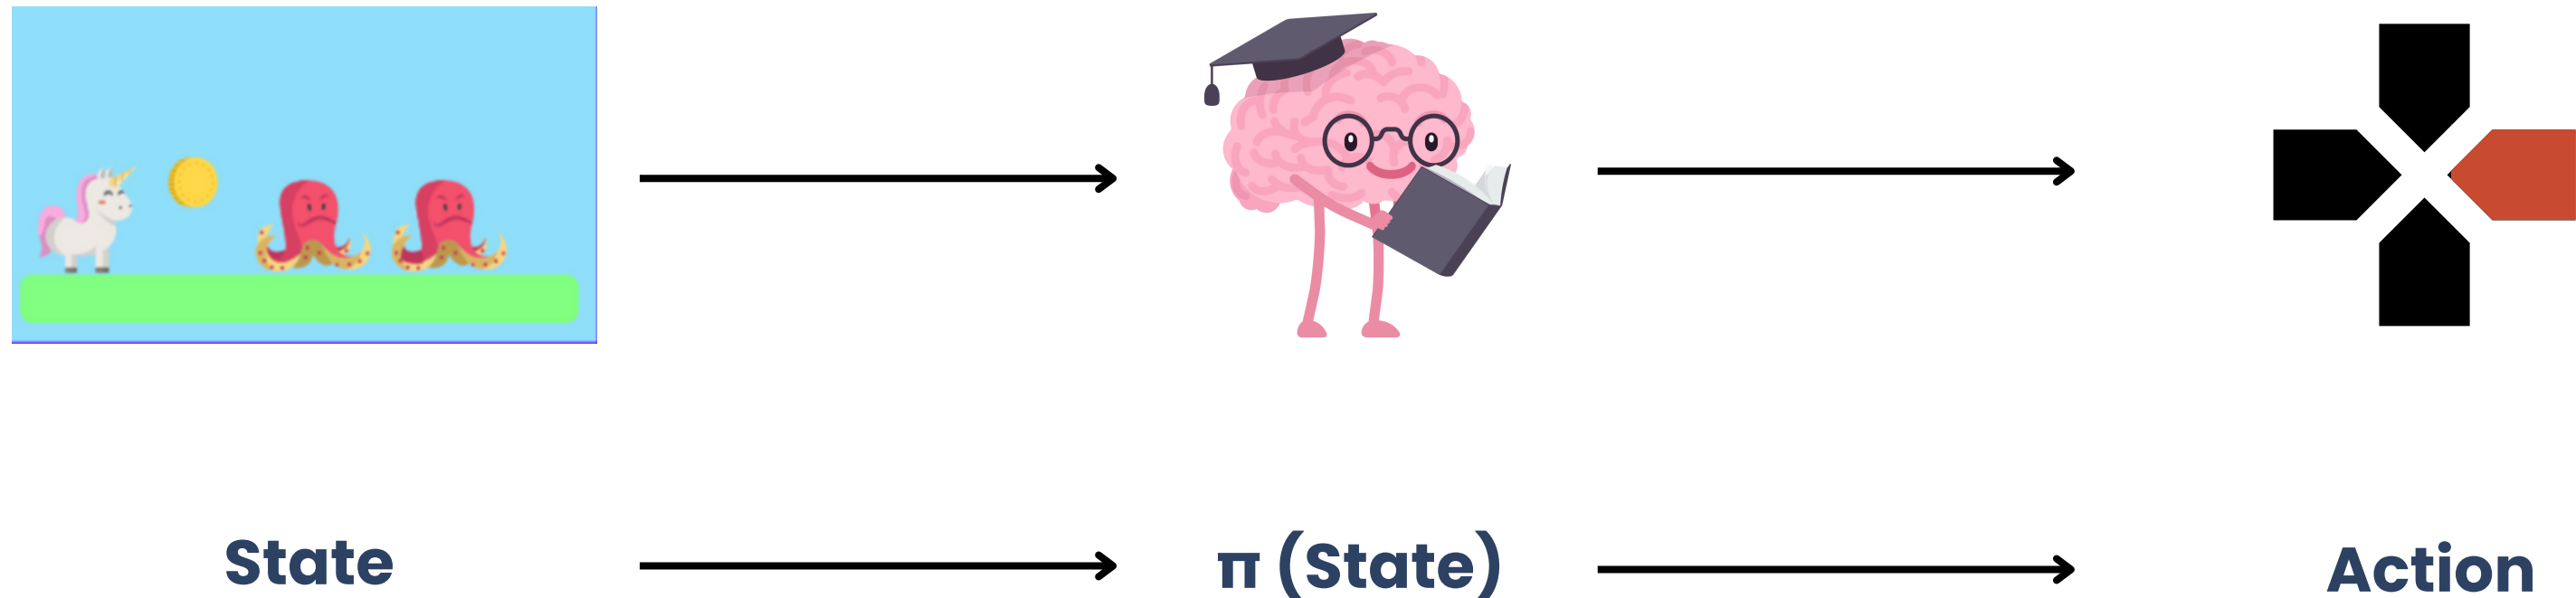 State
π (State)
Action